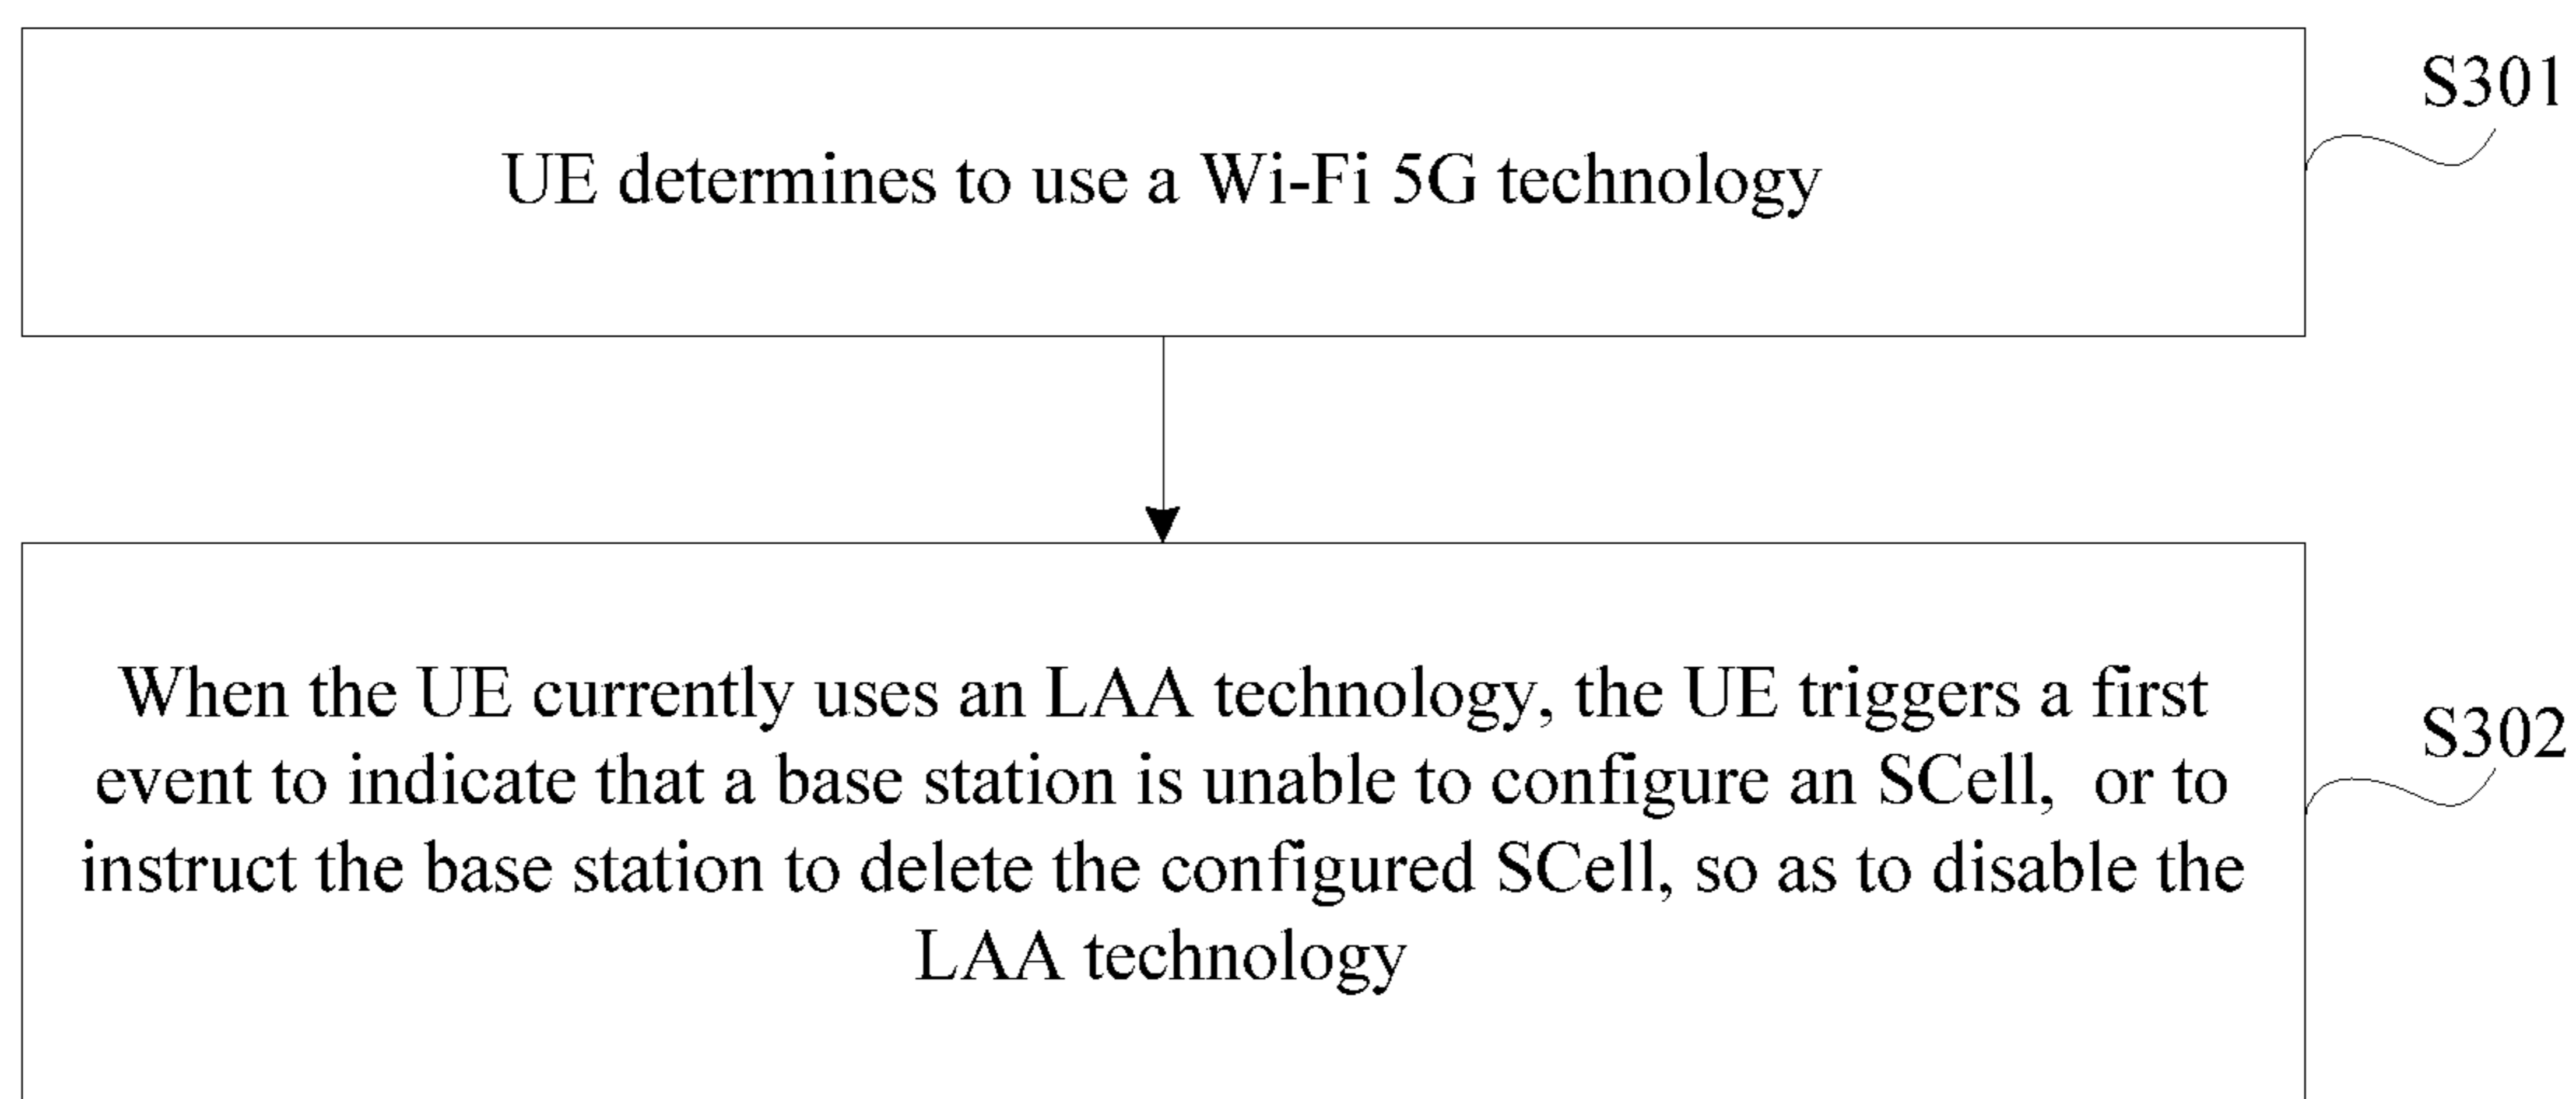 S301
UE determines to use a Wi-Fi 5G technology
When the UE currently uses an LAA technology, the UE triggers a first
event to indicate that a base station is unable to configure an SCell, or to
instruct the base station to delete the configured SCell, so as to disable the
LAA technology
S302